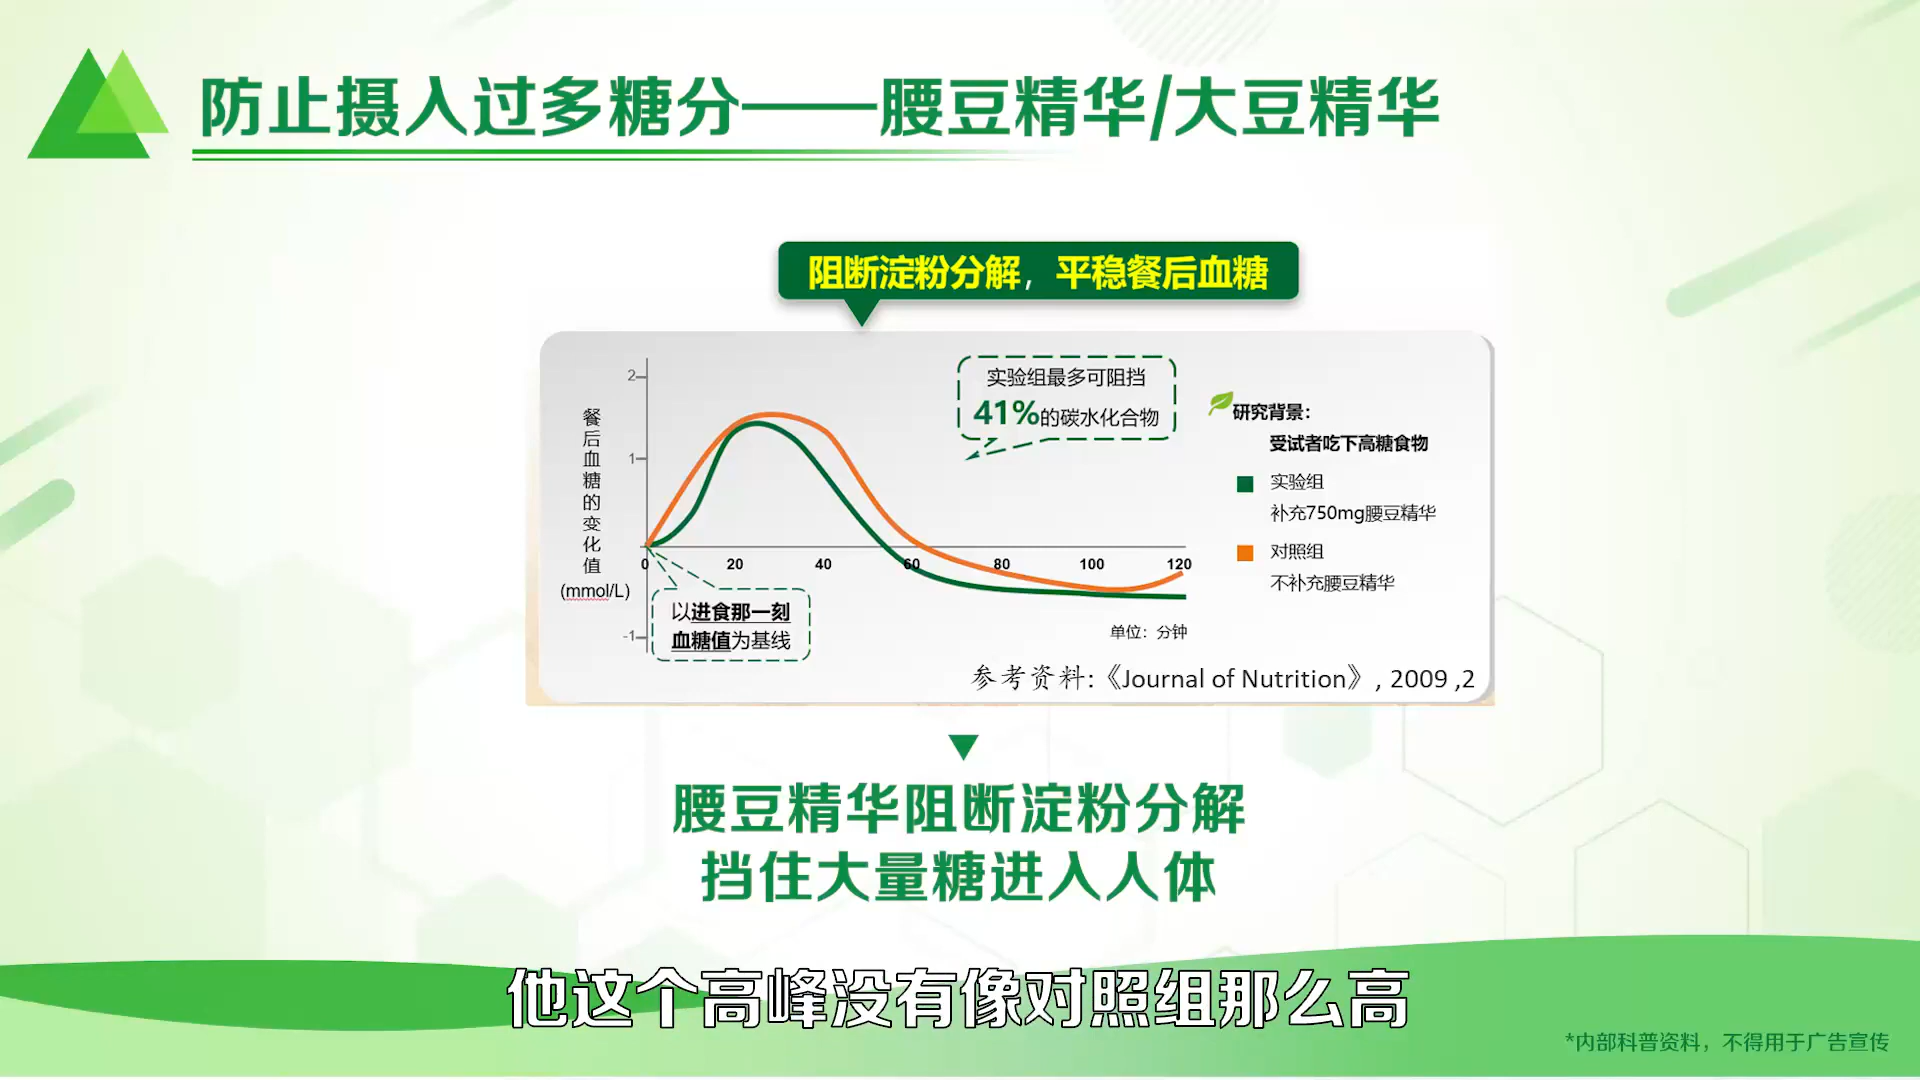 防止摄入过多糖分——腰豆精华/大豆精华
阻断淀粉分解，平稳餐后血糖
餐后血糖的变化值
(mmol/L)
2
1
-1
0 20 40 60 80 100 120
单位：分钟
实验组最多可阻挡
41%的碳水化合物
以进食那一刻
血糖值为基线
研究背景：
受试者吃下高糖食物
实验组
补充750mg腰豆精华
对照组
不补充腰豆精华
参考资料:《Journal of Nutrition》, 2009 ,2
腰豆精华阻断淀粉分解
挡住大量糖进入人体
他这个高峰没有像对照组那么高
*内部科普资料，不得用于广告宣传